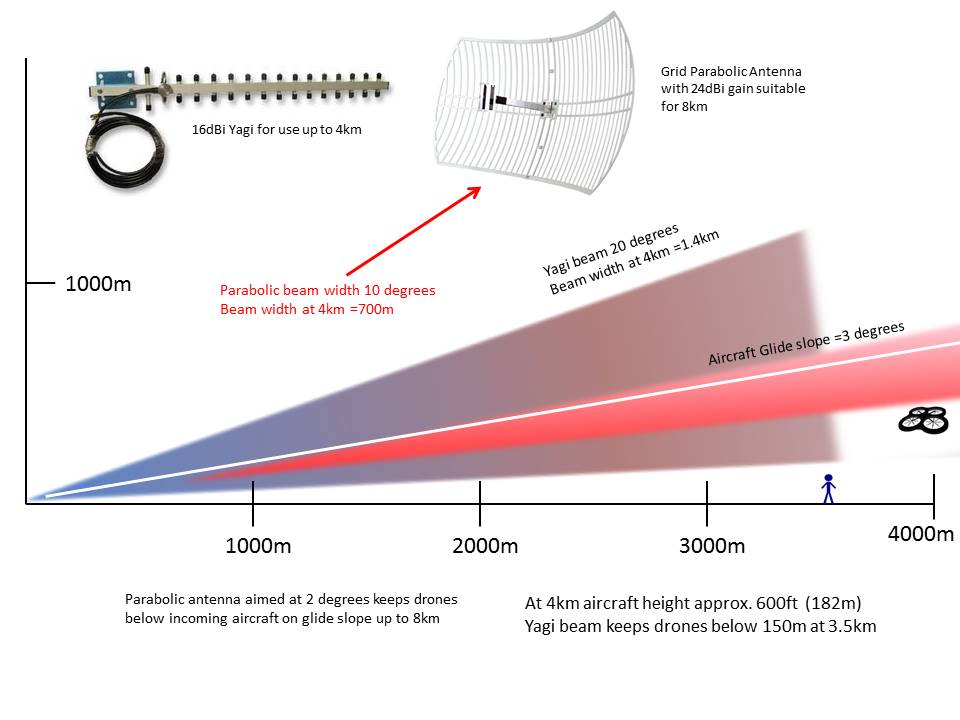 16dBi Yagi for use up to 4km
Grid Parabolic Antenna
with 24dBi gain suitable
for 8km
Yagi beam 20 degrees
Beam width at 4km =1.4km
1000m
Parabolic beam width 10 degrees
Beam width at 4km =700m
Aircraft Glide slope =3 degrees
1000m
2000m
3000m
4000m
Parabolic antenna aimed at 2 degrees keeps drones
below incoming aircraft on glide slope up to 8km
At 4km aircraft height approx. 600ft (182m)
Yagi beam keeps drones below 150m at 3.5km